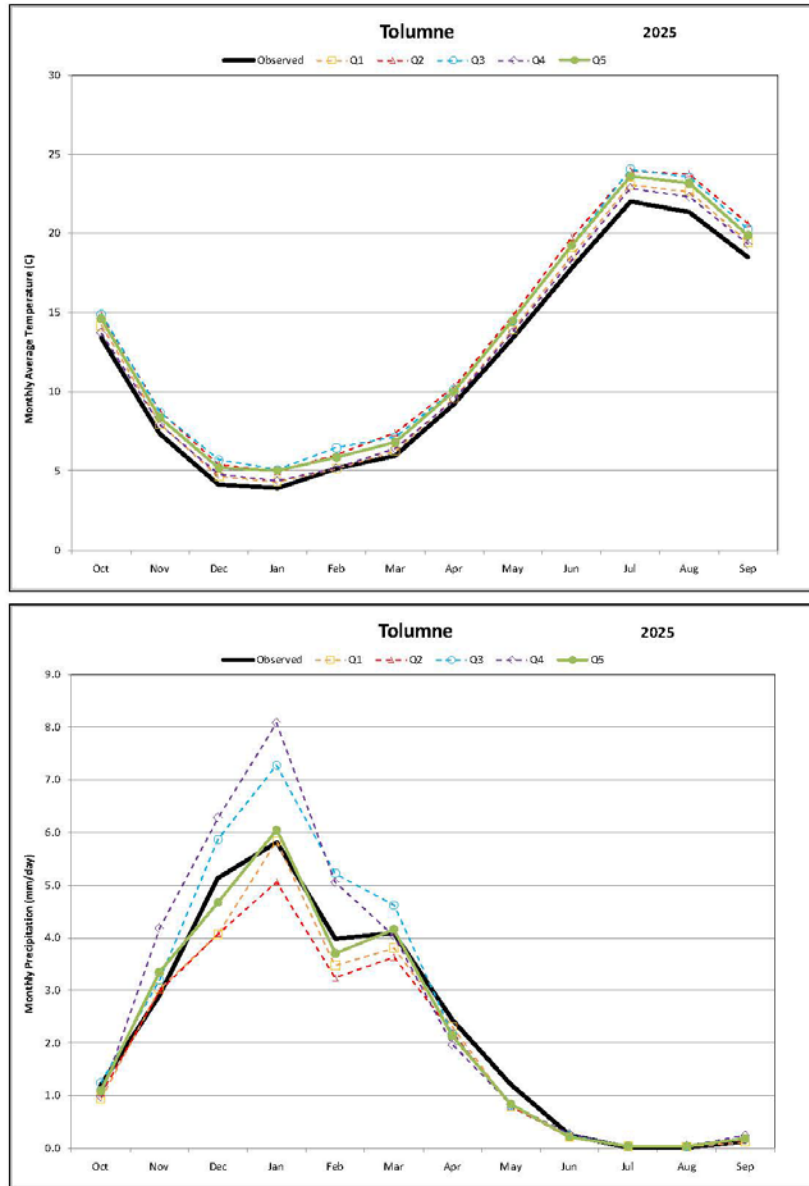 Tolumne 2025
Observed Q1 Q2 Q3 Q4 Q5
30
25
20
15
10
5
0
Monthly Average Temperature (C)
Oct Nov Dec Jan Feb Mar Apr May Jun Jul Aug Sep
Tolumne 2025
Observed Q1 Q2 Q3 Q4 Q5
9.0
8.0
7.0
6.0
5.0
4.0
3.0
2.0
1.0
0.0
Monthly Precipitation (mm/day)
Oct Nov Dec Jan Feb Mar Apr May Jun Jul Aug Sep